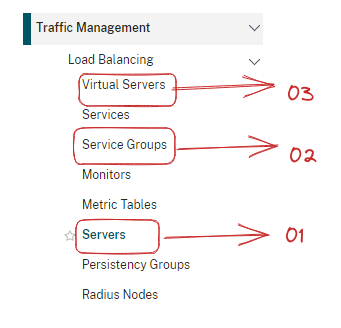 Traffic Management
Load Balancing
Virtual Servers
03
Services
Service Groups
02
Monitors
Metric Tables
Servers
01
Persistency Groups
Radius Nodes